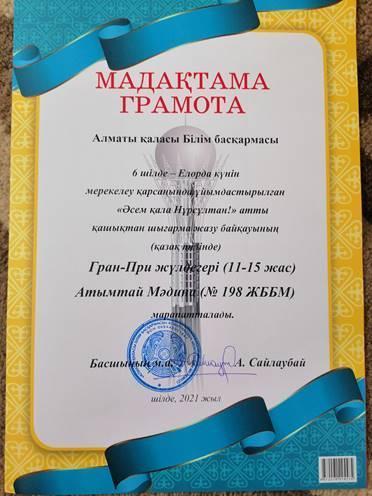 МАДАҚТАМА
ГРАМОТА
Алматы қаласы Білім басқармасы
6 шілде – Елорда күнін
мерекелеу қарсаңында ұйымдастырылған
«Әсем қала Нұрсұлтан!» атты
қашықтан шығарма жазу байқауының
(қазақ тілінде)
Гран-При жүлдегері (11-15 жас)
Атымтай Мәдина (№ 198 ЖББМ)
марапатталады.
Басшының м.а. А. Сайлаубай
шілде, 2021 жыл